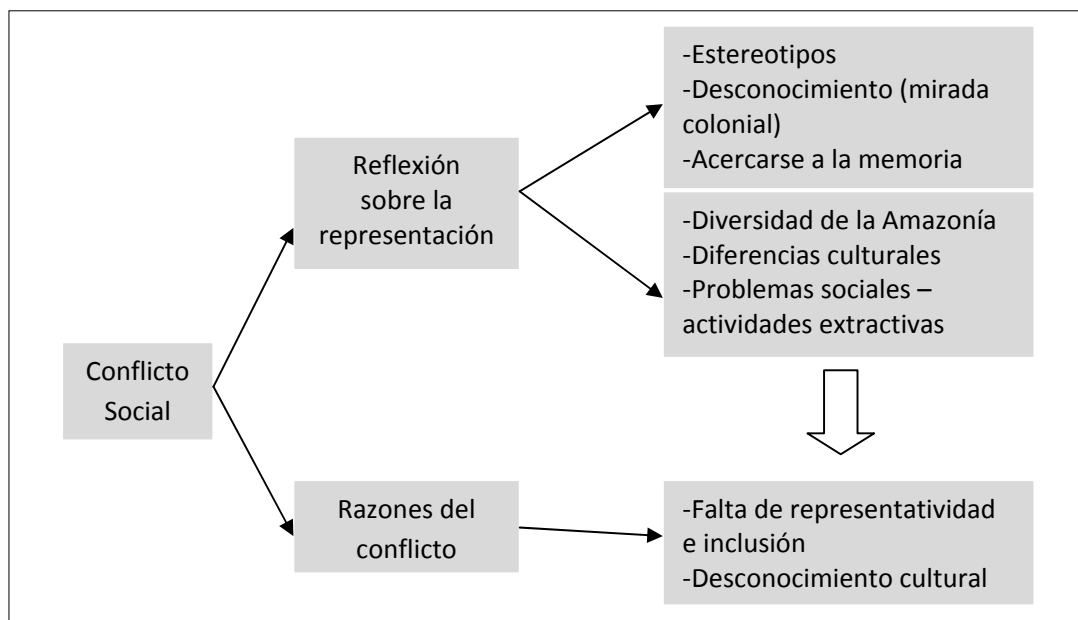 Conflicto
Social
Reflexión
sobre la
representación
-Estereotipos
-Desconocimiento (mirada
colonial)
-Acercarse a la memoria
-Diversidad de la Amazonía
-Diferencias culturales
-Problemas sociales –
actividades extractivas
Razones del
conflicto
-Falta de representatividad
e inclusión
-Desconocimiento cultural